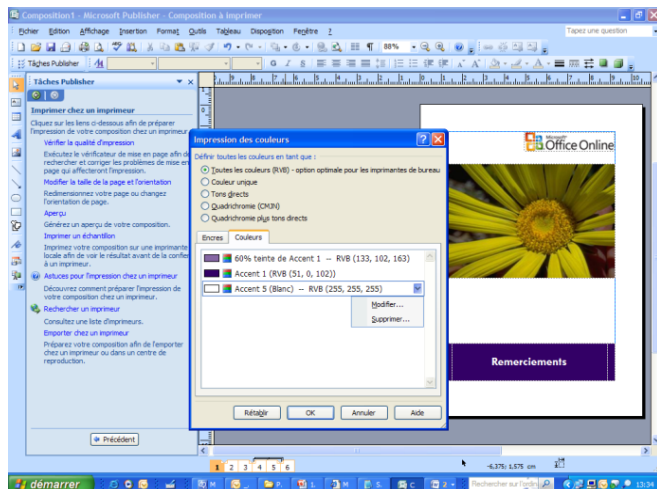 Composition1 - Microsoft Publisher - Composition à imprimer
Fichier Edition Affichage Insertion Format Outils Tableau Disposition Fenêtre ?
Tapez une question
88%
Tâches Publisher
G I S
Tâches Publisher
Imprimer chez un imprimeur
Cliquez sur les liens ci-dessous afin de préparer
l'impression de votre composition chez un imprimeur.
Vérifier la qualité d'impression
Exécutez le vérificateur de mise en page afin de
rechercher et corriger les problèmes de mise en
page qui affecteront l'impression.
Modifier la taille de la page et l'orientation
Redimensionnez votre page ou changez
l'orientation de page.
Aperçu
Générez un aperçu de votre composition.
Imprimer un échantillon
Imprimez votre composition sur une imprimante
locale afin de voir le résultat avant de la confier
à un imprimeur.
Astuces pour l'impression chez un imprimeur
Découvrez comment préparer l'impression de
votre composition chez un imprimeur.
Rechercher un imprimeur
Consultez une liste d'imprimeurs.
Emporter chez un imprimeur
Préparez votre composition afin de l'emporter
chez un imprimeur ou dans un centre de
reproduction.
Précédent
Impression des couleurs
Définir toutes les couleurs en tant que :
Toutes les couleurs (RVB) - option optimale pour les imprimantes de bureau
Couleur unique
Tons directs
Quadrichromie (CMJN)
Quadrichromie plus tons directs
Encres Couleurs
60% teinte de Accent 1 -- RVB (133, 102, 163)
Accent 1 (RVB (51, 0, 102))
Accent 5 (Blanc) -- RVB (255, 255, 255)
Modifier...
Supprimer...
Rétablir OK Annuler Aide
Microsoft
Office Online
Remerciements
1 2 3 4 5 6
-6,375; 1,575 cm
démarrer
Rechercher sur l'ordin
13:34